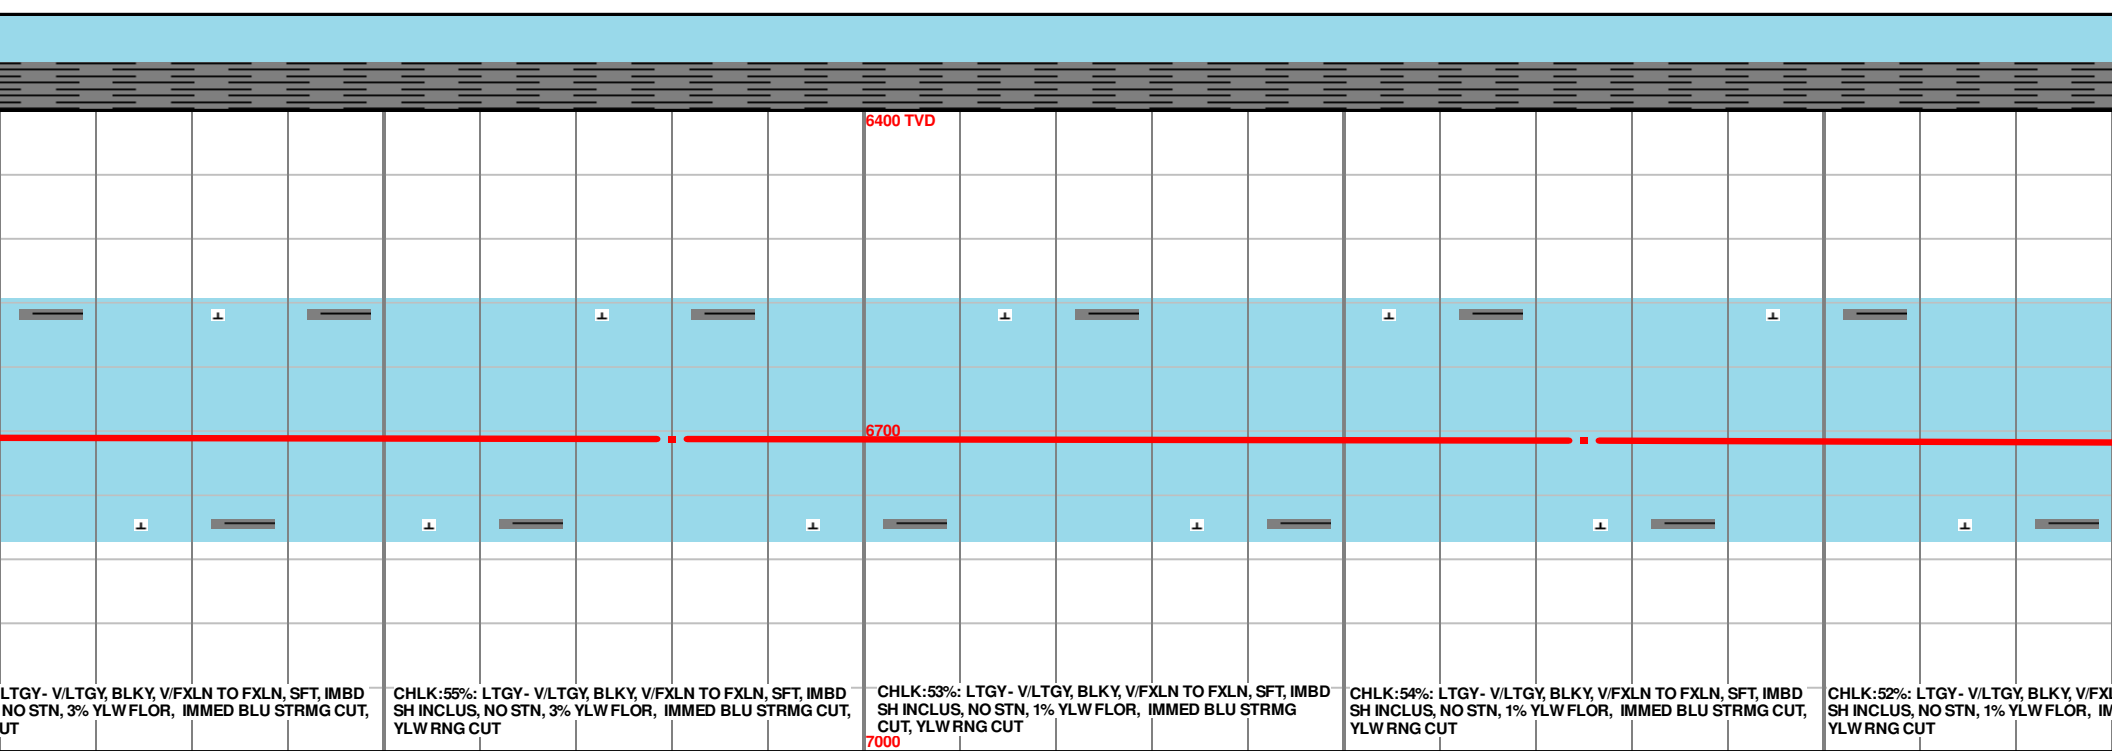 6400 TVD
6700
LTGY- V/LTGY, BLKY, V/FXLN TO FXLN, SFT, IMBD
NO STN, 3% YLW FLOR, IMMED BLU STRMG CUT,
UT
CHLK:55%: LTGY- V/LTGY, BLKY, V/FXLN TO FXLN, SFT, IMBD
SH INCLUS, NO STN, 3% YLW FLOR, IMMED BLU STRMG CUT,
YLW RNG CUT
CHLK:53%: LTGY- V/LTGY, BLKY, V/FXLN TO FXLN, SFT, IMBD
SH INCLUS, NO STN, 1% YLW FLOR, IMMED BLU STRMG
CUT, YLW RNG CUT
7000
CHLK:54%: LTGY- V/LTGY, BLKY, V/FXLN TO FXLN, SFT, IMBD
SH INCLUS, NO STN, 1% YLW FLOR, IMMED BLU STRMG CUT,
YLW RNG CUT
CHLK:52%: LTGY- V/LTGY, BLKY, V/FXL
SH INCLUS, NO STN, 1% YLW FLOR, IM
YLW RNG CUT